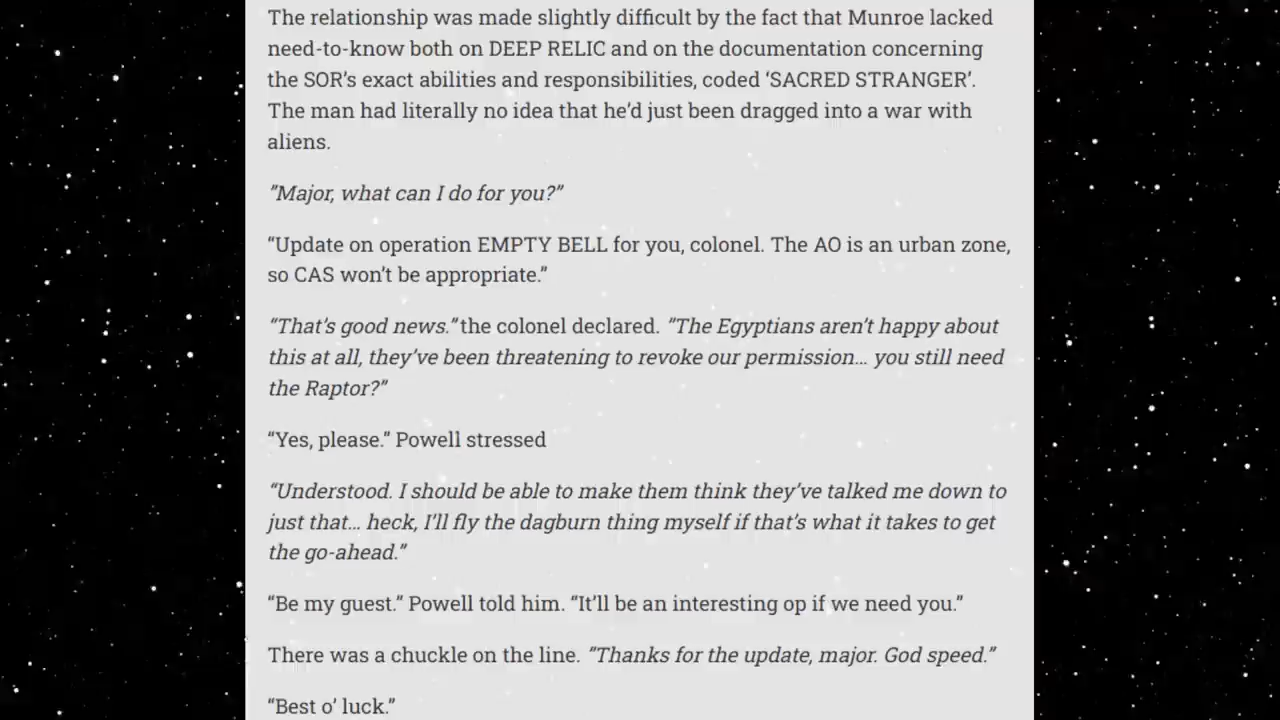 The relationship was made slightly difficult by the fact that Munroe lacked
need-to-know both on DEEP RELIC and on the documentation concerning
the SOR’s exact abilities and responsibilities, coded ‘SACRED STRANGER’.
The man had literally no idea that he’d just been dragged into a war with
aliens.
”Major, what can I do for you?”
“Update on operation EMPTY BELL for you, colonel. The AO is an urban zone,
so CAS won’t be appropriate.”
“That’s good news.” the colonel declared. ”The Egyptians aren’t happy about
this at all, they’ve been threatening to revoke our permission… you still need
the Raptor?”
“Yes, please.” Powell stressed
“Understood. I should be able to make them think they’ve talked me down to
just that… heck, I’ll fly the dagburn thing myself if that’s what it takes to get
the go-ahead.”
“Be my guest.” Powell told him. “It’ll be an interesting op if we need you.”
There was a chuckle on the line. ”Thanks for the update, major. God speed.”
“Best o’ luck.”